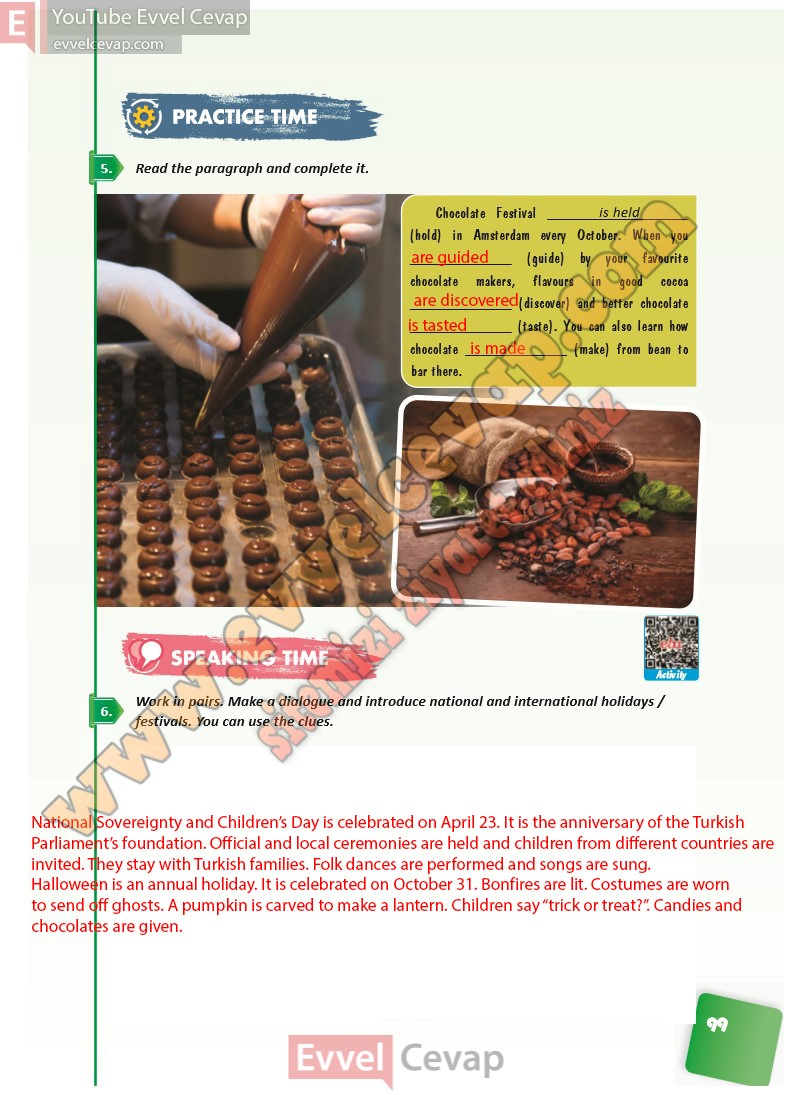 E YouTube Evvel Cevap
evvelcevap.com
PRACTICE TIME
5. Read the paragraph and complete it.
Chocolate Festival is held
(hold) in Amsterdam every October. When you
are guided (guide) by your favourite
chocolate makers, flavours in good cocoa
are discovered (discover) and better chocolate
is tasted (taste). You can also learn how
chocolate is made (make) from bean to
bar there.
www.evvelcevap.com
sitemizi ziyaret ediniz
Activity
SPEAKING TIME
6. Work in pairs. Make a dialogue and introduce national and international holidays /
festivals. You can use the clues.
National Sovereignty and Children's Day is celebrated on April 23. It is the anniversary of the Turkish
Parliament's foundation. Official and local ceremonies are held and children from different countries are
invited. They stay with Turkish families. Folk dances are performed and songs are sung.
Halloween is an annual holiday. It is celebrated on October 31. Bonfires are lit. Costumes are worn
to send off ghosts. A pumpkin is carved to make a lantern. Children say “trick or treat?”. Candies and
chocolates are given.
99
Evvel Cevap